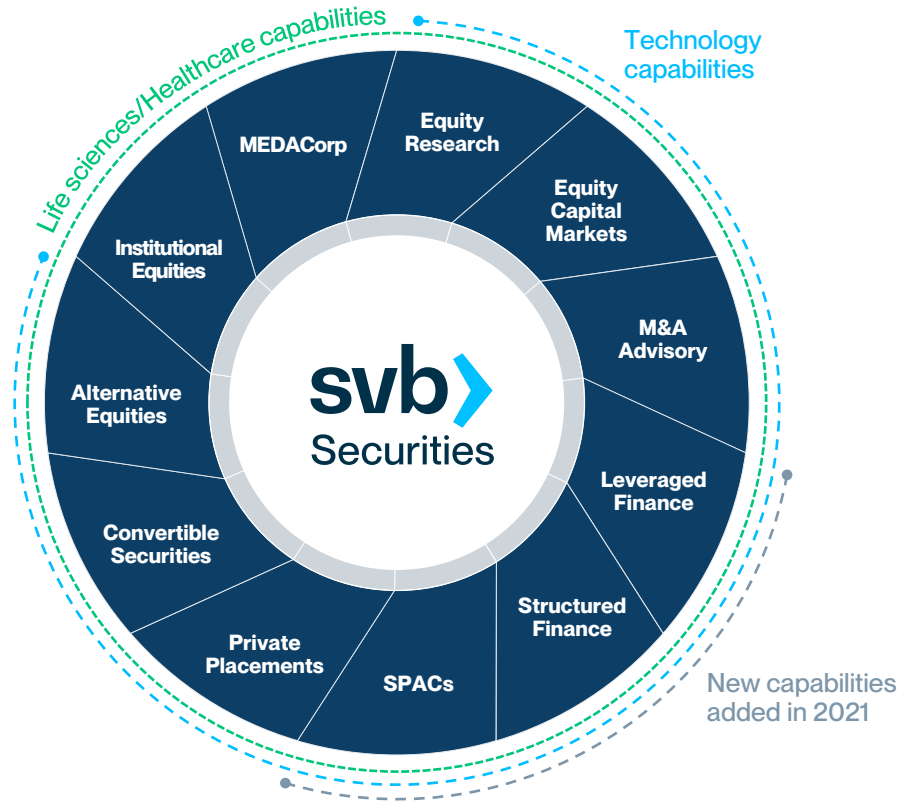 Life sciences/Healthcare capabilities
Technology
capabilities
MEDACorp
Equity
Research
Equity
Capital
Markets
Institutional
Equities
M&A
Advisory
Alternative
Equities
svb
Securities
Leveraged
Finance
Convertible
Securities
Structured
Finance
Private
Placements
SPACs
New capabilities
added in 2021